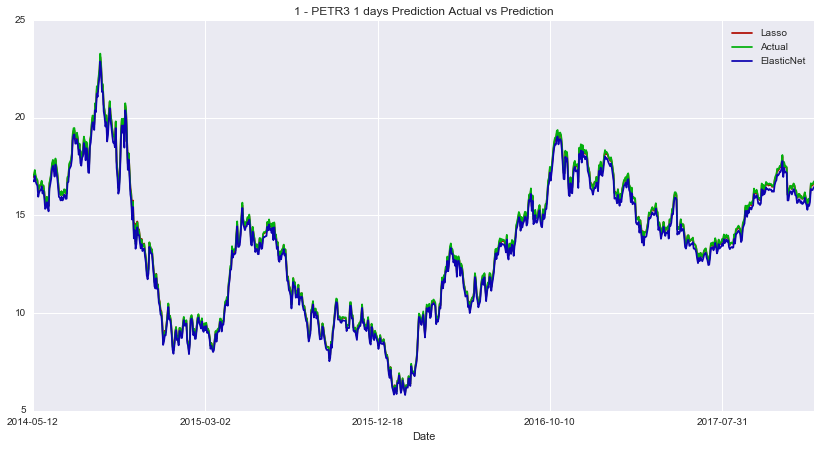 1 - PETR3 1 days Prediction Actual vs Prediction
25
20
15
10
5
Lasso
Actual
ElasticNet
2014-05-12
2015-03-02
2015-12-18
2016-10-10
2017-07-31
Date